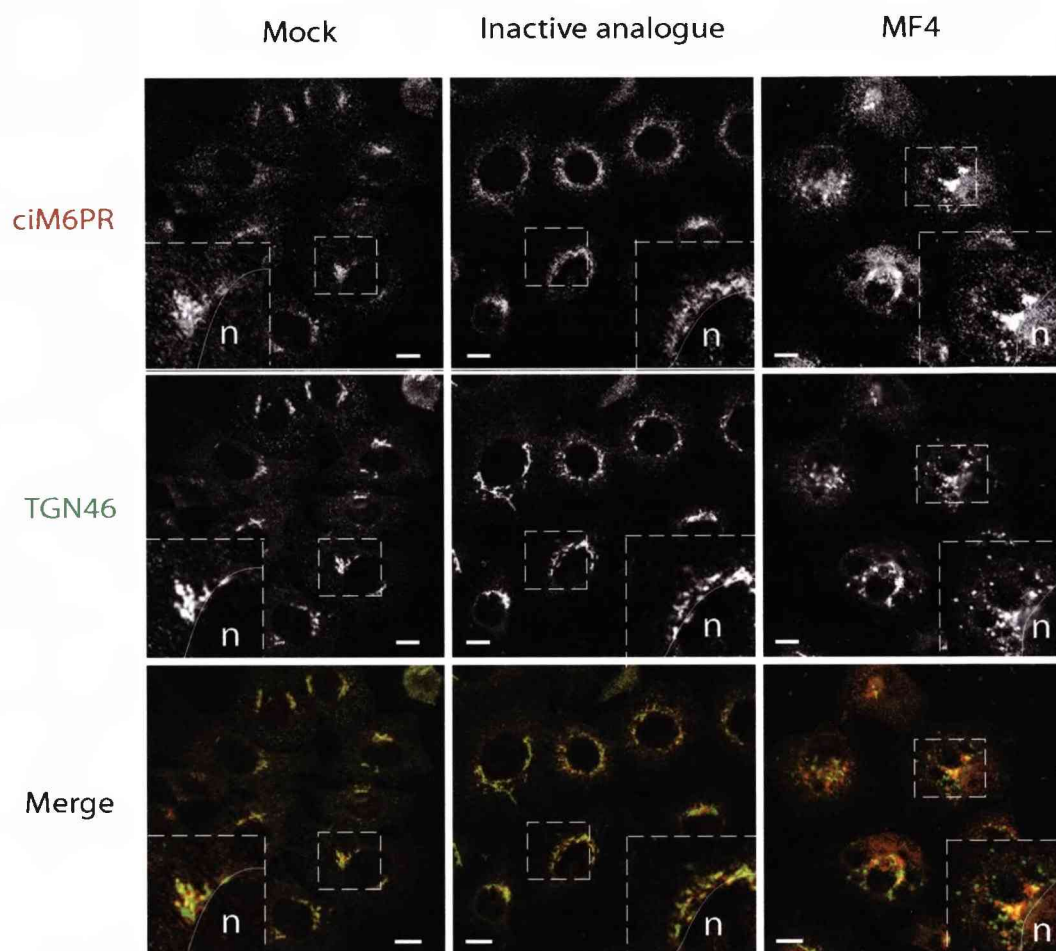 Mock Inactive analogue MF4
ciM6PR
n n n
TGN46
n n n
Merge
n n n